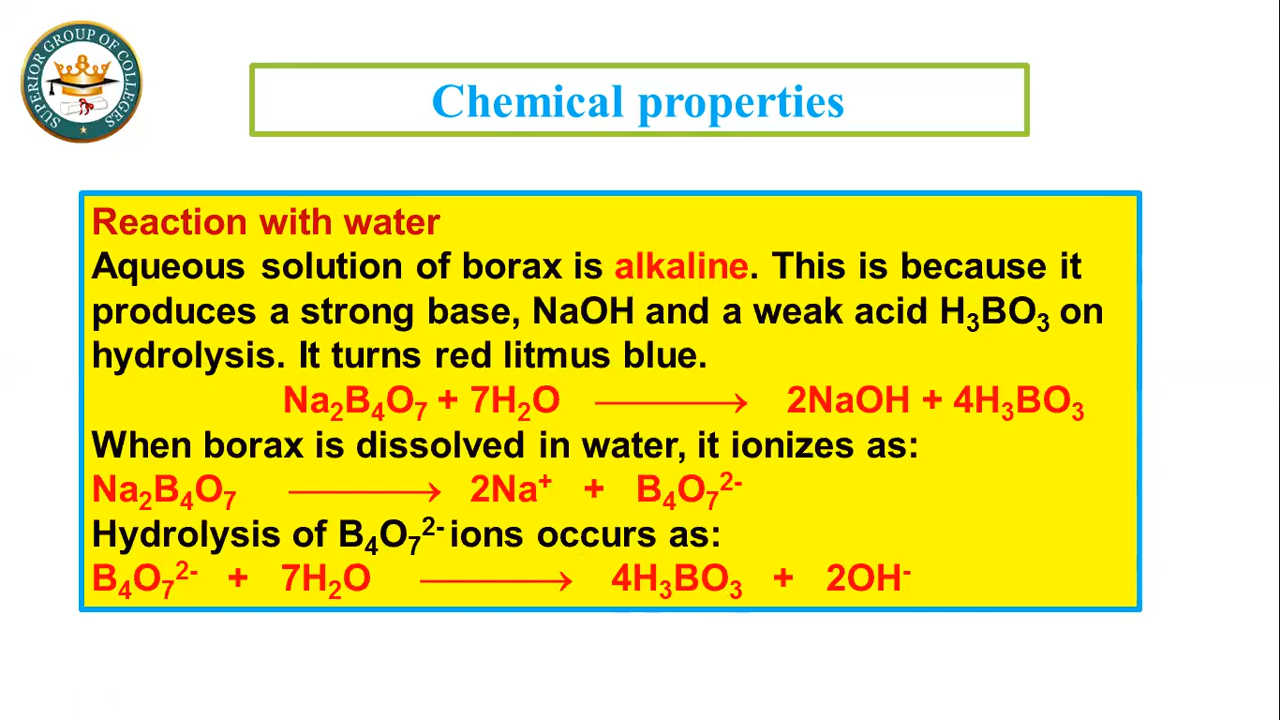 SUPERIOR GROUP OF COLLEGES
Chemical properties
Reaction with water
Aqueous solution of borax is alkaline. This is because it
produces a strong base, NaOH and a weak acid H₃BO₃ on
hydrolysis. It turns red litmus blue.
Na₂B₄O₇ + 7H₂O ⟶ 2NaOH + 4H₃BO₃
When borax is dissolved in water, it ionizes as:
Na₂B₄O₇ ⟶ 2Na⁺ + B₄O₇²⁻
Hydrolysis of B₄O₇²⁻ ions occurs as:
B₄O₇²⁻ + 7H₂O ⟶ 4H₃BO₃ + 2OH⁻